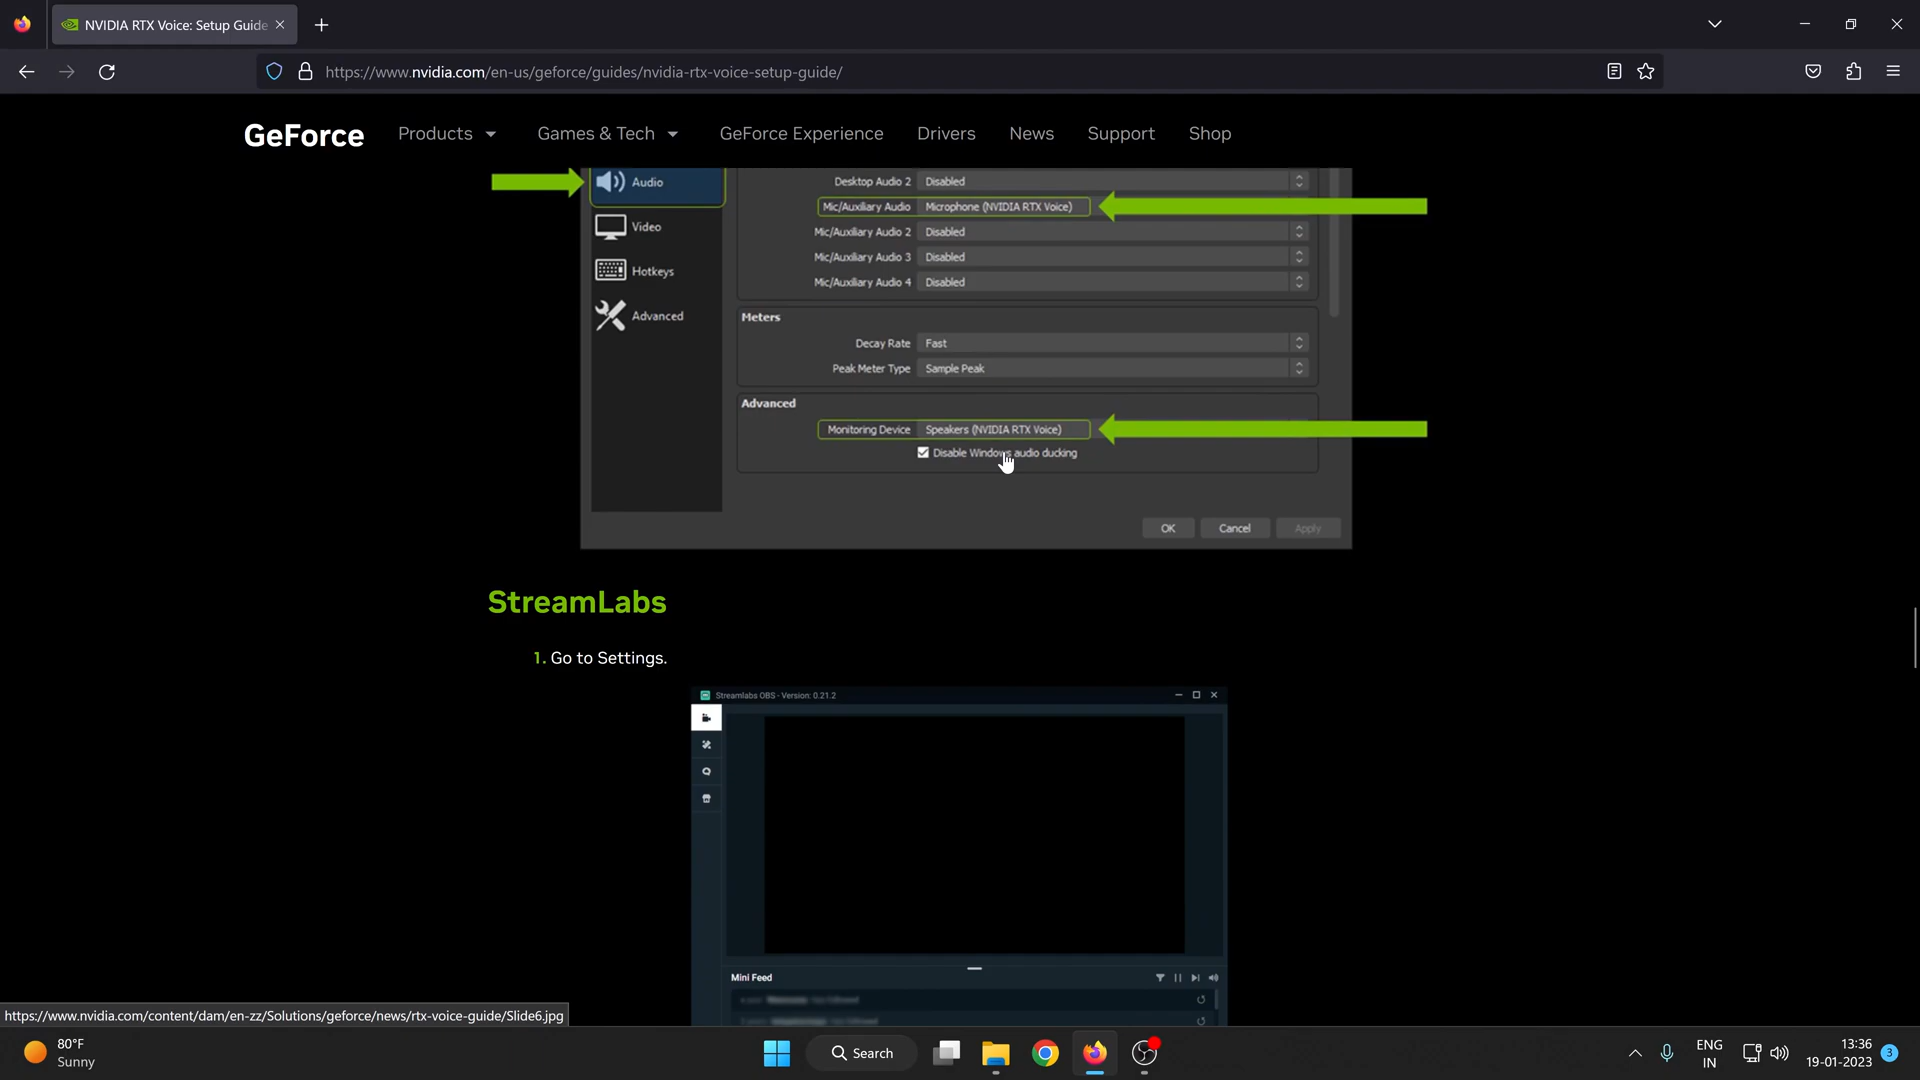 NVIDIA RTX Voice: Setup Guide
https://www.nvidia.com/en-us/geforce/guides/nvidia-rtx-voice-setup-guide/
GeForce Products Games & Tech GeForce Experience Drivers News Support Shop
Audio
Video
Hotkeys
Advanced
Desktop Audio 2 Disabled
Mic/Auxiliary Audio Microphone (NVIDIA RTX Voice)
Mic/Auxiliary Audio 2 Disabled
Mic/Auxiliary Audio 3 Disabled
Mic/Auxiliary Audio 4 Disabled
Meters
Decay Rate Fast
Peak Meter Type Sample Peak
Advanced
Monitoring Device Speakers (NVIDIA RTX Voice)
Disable Windows audio ducking
OK Cancel Apply
StreamLabs
1. Go to Settings.
Streamlabs OBS - Version: 0.21.2
Mini Feed
https://www.nvidia.com/content/dam/en-zz/Solutions/geforce/news/rtx-voice-guide/Slide6.jpg
80°F
Sunny
Search
ENG
IN
13:36
19-01-2023
3